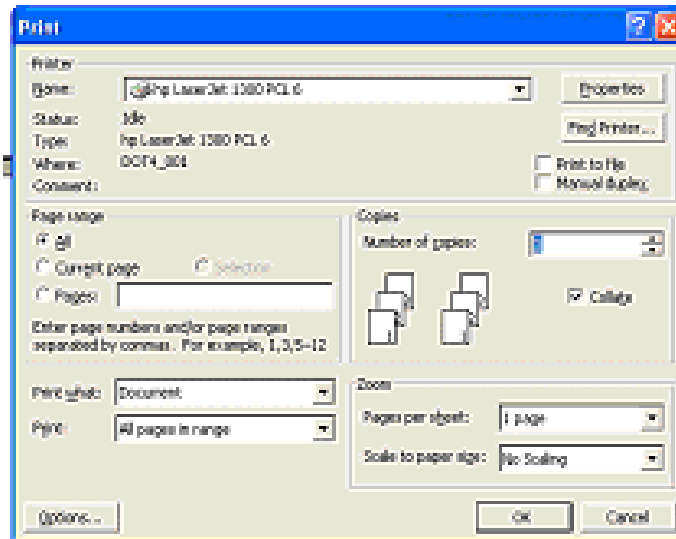 Print
Printer
Name: hp LaserJet 1300 PCL 6 Properties
Status: Idle
Type: hp LaserJet 1300 PCL 6 Find Printer...
Where: DOT4_001 Print to file
Comment: Manual duplex
Page range Copies
All Number of copies: 1
Current page Selection
Pages: Collate
Enter page numbers and/or page ranges
separated by commas. For example, 1,3,5-12
Print what: Document Zoom
Print: All pages in range Pages per sheet: 1 page
Scale to paper size: No Scaling
Options... OK Cancel